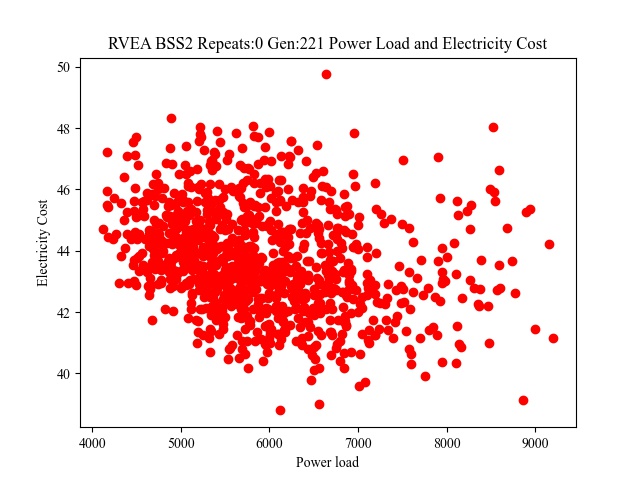 RVEA BSS2 Repeats:0 Gen:221 Power Load and Electricity Cost
50
48
46
44
42
40
Electricity Cost
4000 5000 6000 7000 8000 9000
Power load